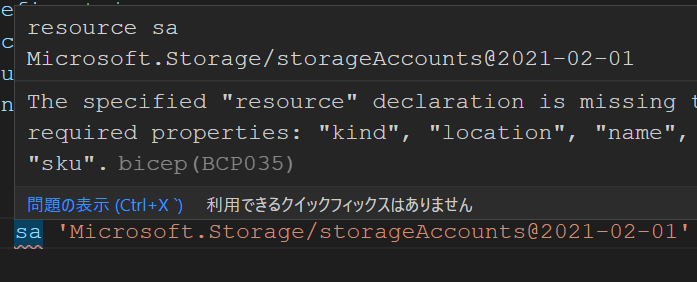 resource sa
Microsoft.Storage/storageAccounts@2021-02-01
The specified "resource" declaration is missing
required properties: "kind", "location", "name",
"sku". bicep(BCP035)
問題の表示 (Ctrl+X `) 利用できるクイックフィックスはありません
sa 'Microsoft.Storage/storageAccounts@2021-02-01'